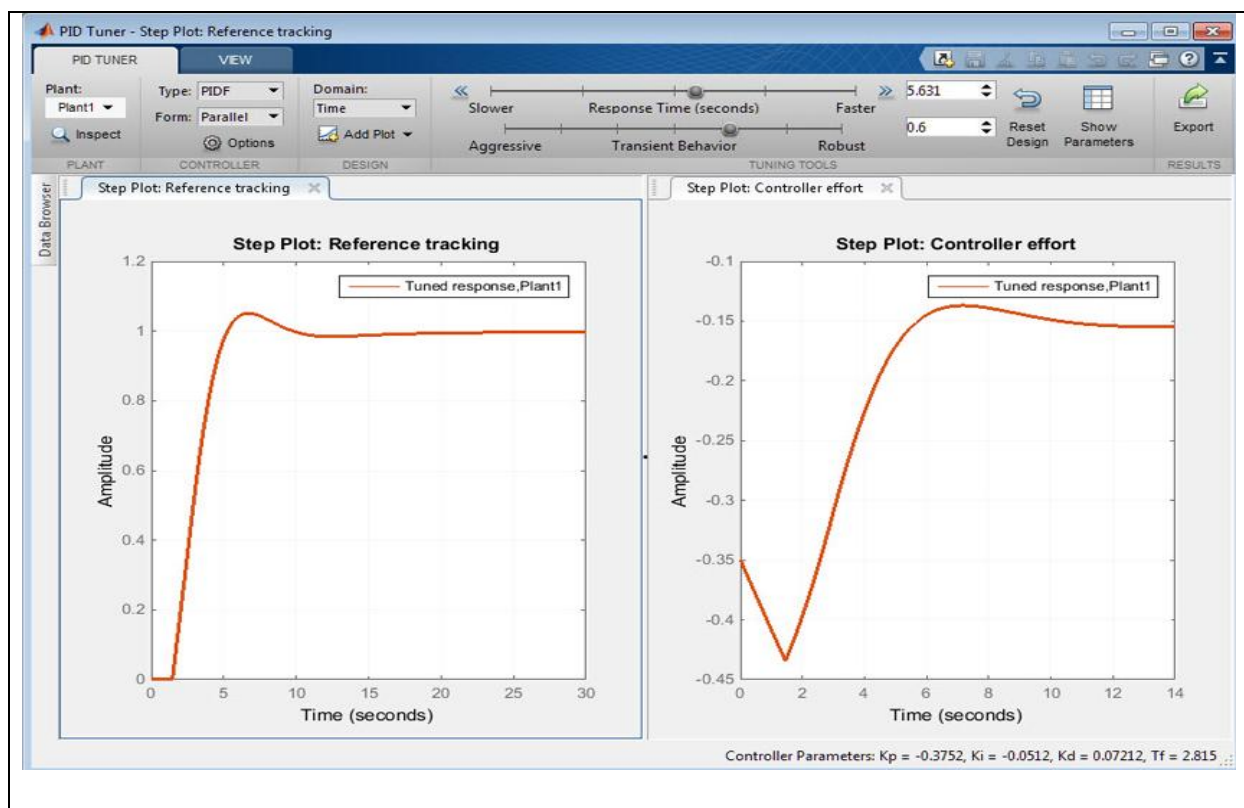 PID Tuner - Step Plot: Reference tracking
PID TUNER VIEW
Plant:
Plant1
Inspect
PLANT
Type: PIDF
Form: Parallel
Options
CONTROLLER
Domain:
Time
Add Plot
DESIGN
Slower Response Time (seconds) Faster
5.631
Aggressive Transient Behavior Robust
0.6
Reset Design
Show Parameters
TUNING TOOLS
Export
RESULTS
Data Browser
Step Plot: Reference tracking
Step Plot: Reference tracking
Tuned response,Plant1
1.2
1
0.8
0.6
0.4
0.2
0
Amplitude
0 5 10 15 20 25 30
Time (seconds)
Step Plot: Controller effort
Step Plot: Controller effort
Tuned response,Plant1
-0.1
-0.15
-0.2
-0.25
-0.3
-0.35
-0.4
-0.45
Amplitude
0 2 4 6 8 10 12 14
Time (seconds)
Controller Parameters: Kp = -0.3752, Ki = -0.0512, Kd = 0.07212, Tf = 2.815